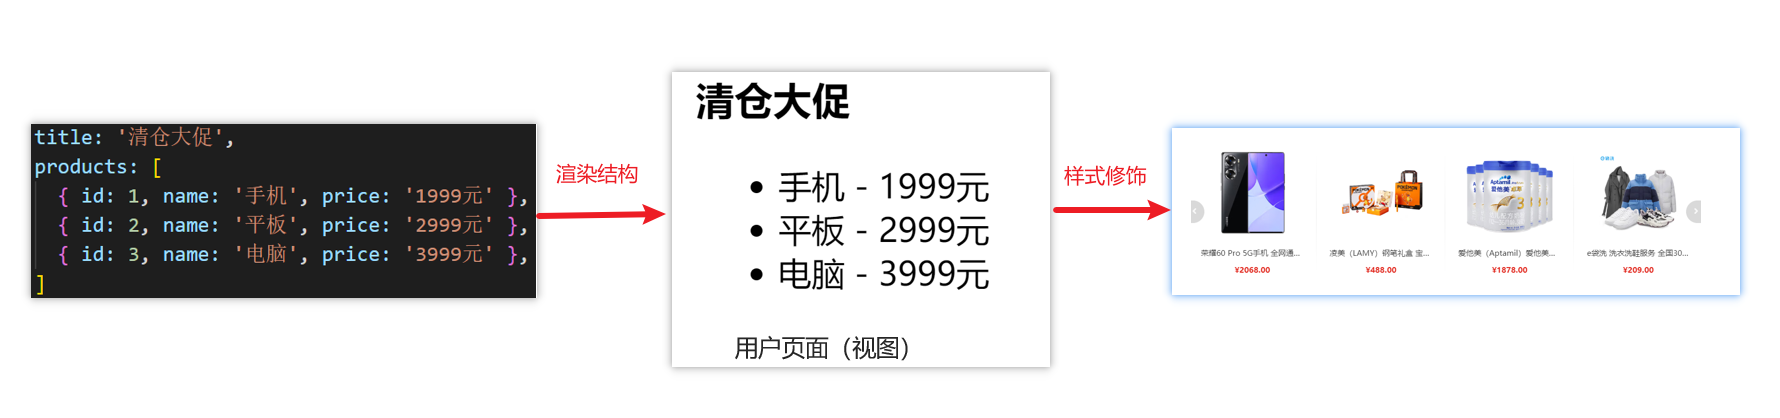 title: '清仓大促',
products: [
{ id: 1, name: '手机', price: '1999元' },
{ id: 2, name: '平板', price: '2999元' },
{ id: 3, name: '电脑', price: '3999元' },
]
渲染结构
清仓大促
• 手机 - 1999元
• 平板 - 2999元
• 电脑 - 3999元
用户页面（视图）
样式修饰
Aptamil
爱他美
荣耀60 Pro 5G手机 全网通...
¥2068.00
凌美（LAMY）钢笔礼盒 宝...
¥488.00
爱他美（Aptamil）爱他美...
¥1878.00
e袋洗 洗衣洗鞋服务 全国30...
¥209.00